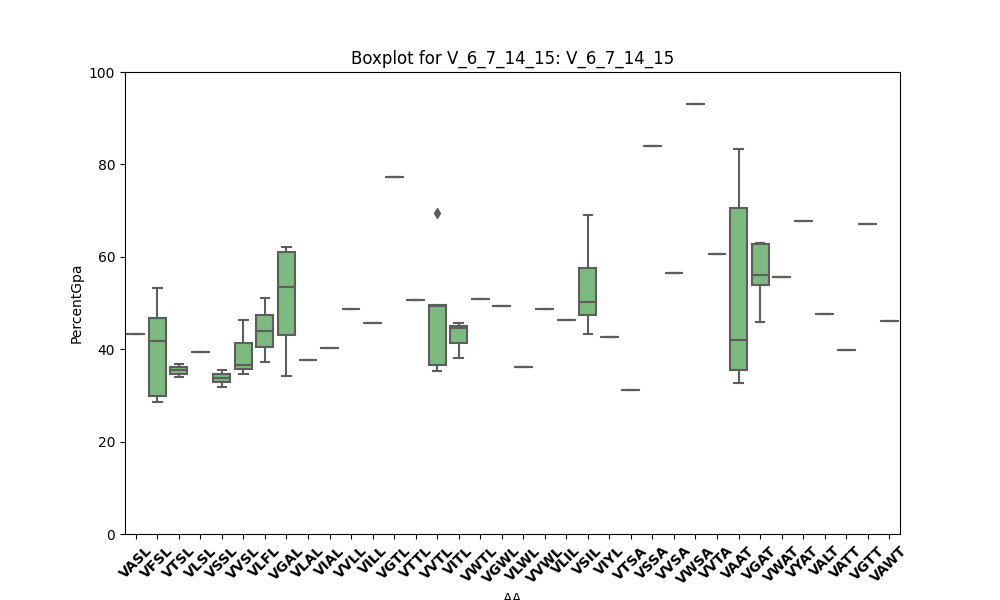 Boxplot for V_6_7_14_15: V_6_7_14_15
100
80
60
40
20
0
PercentGpa
VASL
VFSL
VTSL
VLSL
VSSL
VVSL
VLFL
VGAL
VLAL
VIAL
VVLL
VILL
VGTL
VTTL
VVTL
VITL
VWTL
VGWL
VLWL
VVWL
VLIL
VSIL
VIYL
VTSA
VSSA
VVSA
VWSA
VVTA
VAAT
VGAT
VWAT
VYAT
VALT
VATT
VGTT
VAWT
AA